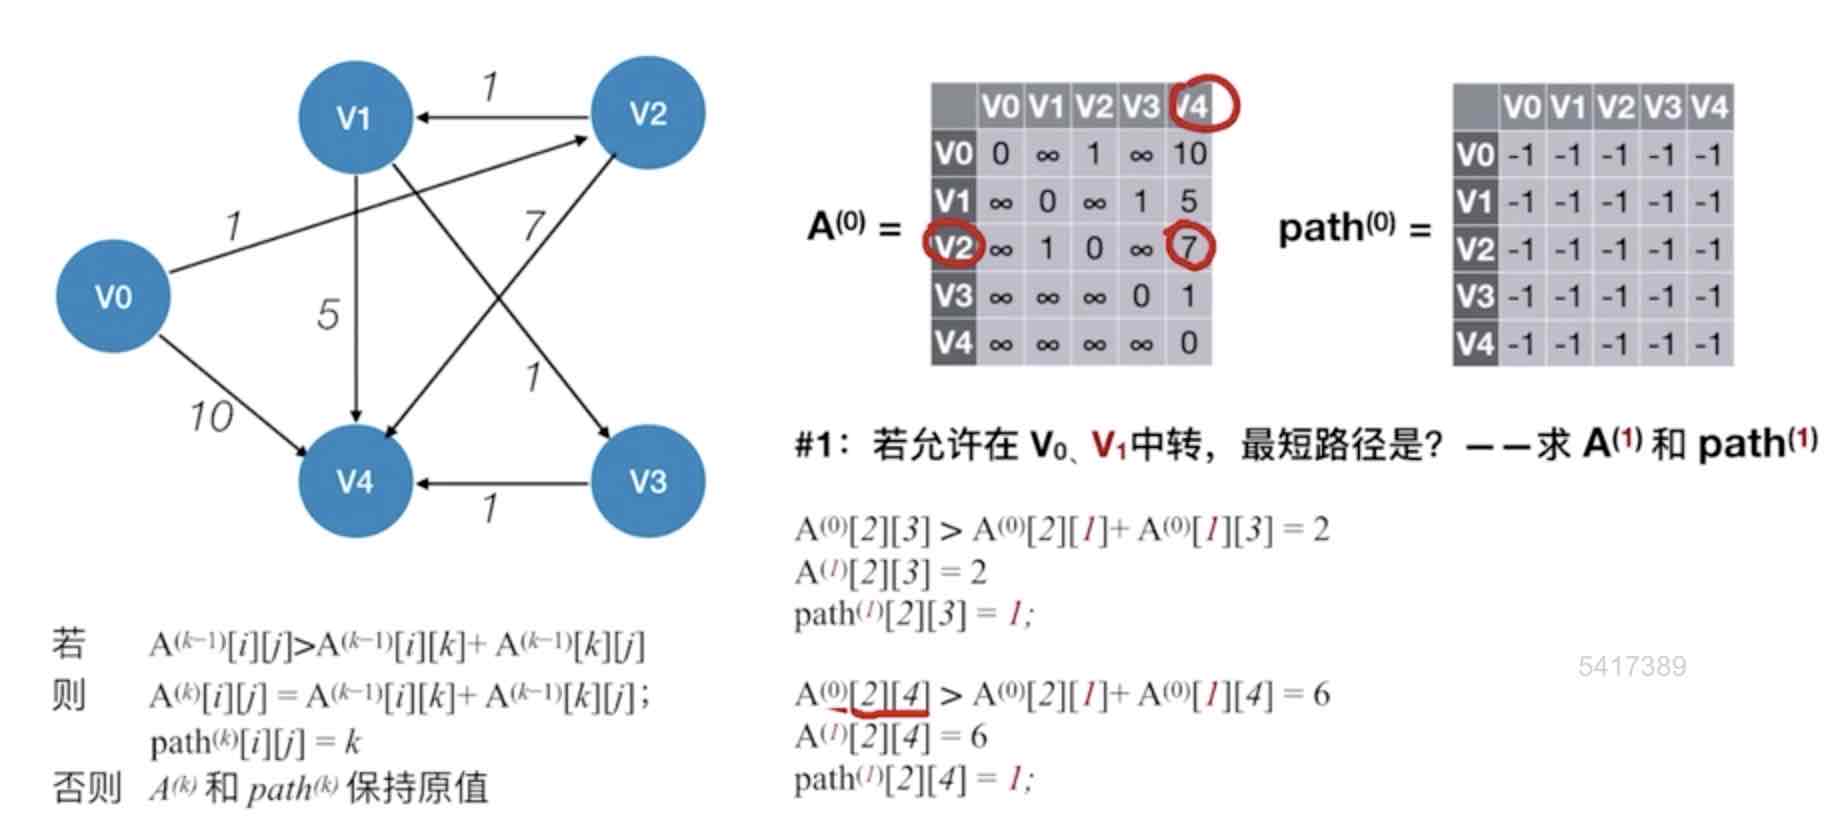 V1
V2
V0
V4
V3
1
1
5
7
1
10
1
A(0) =
V0 V1 V2 V3 V4
V0 0 ∞ 1 ∞ 10
V1 ∞ 0 ∞ 1 5
V2 ∞ 1 0 ∞ 7
V3 ∞ ∞ ∞ 0 1
V4 ∞ ∞ ∞ ∞ 0
path(0) =
V0 V1 V2 V3 V4
V0 -1 -1 -1 -1 -1
V1 -1 -1 -1 -1 -1
V2 -1 -1 -1 -1 -1
V3 -1 -1 -1 -1 -1
V4 -1 -1 -1 -1 -1
#1：若允许在 V0、V1中转，最短路径是？——求 A(1) 和 path(1)
A(0)[2][3] > A(0)[2][1]+ A(0)[1][3] = 2
A(1)[2][3] = 2
path(1)[2][3] = 1;
A(0)[2][4] > A(0)[2][1]+ A(0)[1][4] = 6
A(1)[2][4] = 6
path(1)[2][4] = 1;
若 A(k−1)[i][j]>A(k−1)[i][k]+ A(k−1)[k][j]
则 A(k)[i][j] = A(k−1)[i][k]+ A(k−1)[k][j];
path(k)[i][j] = k
否则 A(k) 和 path(k) 保持原值
5417389